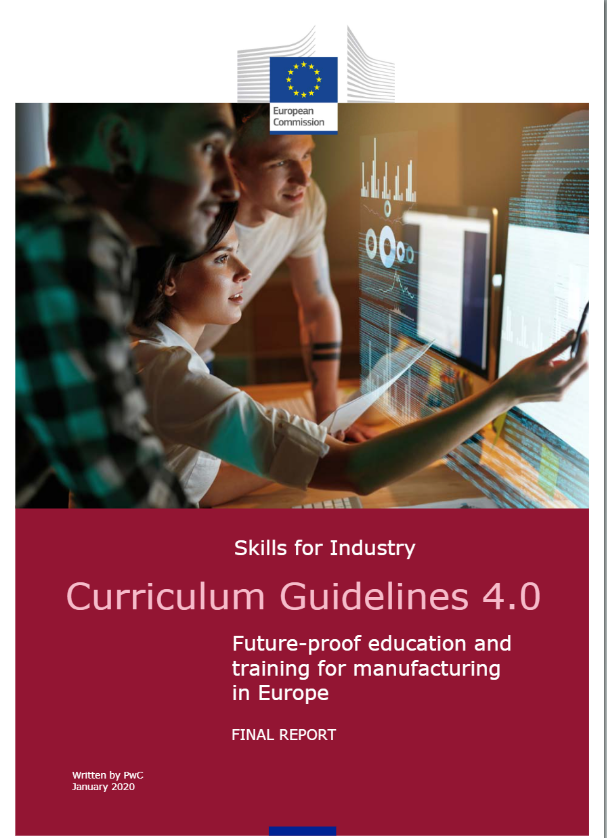 European
Commission
Skills for Industry
Curriculum Guidelines 4.0
Future-proof education and
training for manufacturing
in Europe
FINAL REPORT
Written by PwC
January 2020